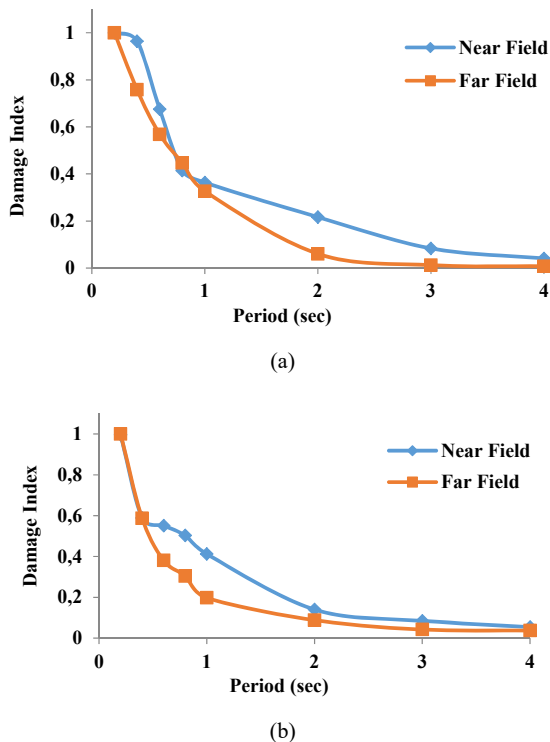 1
0,8
0,6
0,4
0,2
0
Damage Index
Near Field
Far Field
0 1 2 3 4
Period (sec)
(a)
1
0,8
0,6
0,4
0,2
0
Damage Index
Near Field
Far Field
0 1 2 3 4
Period (sec)
(b)